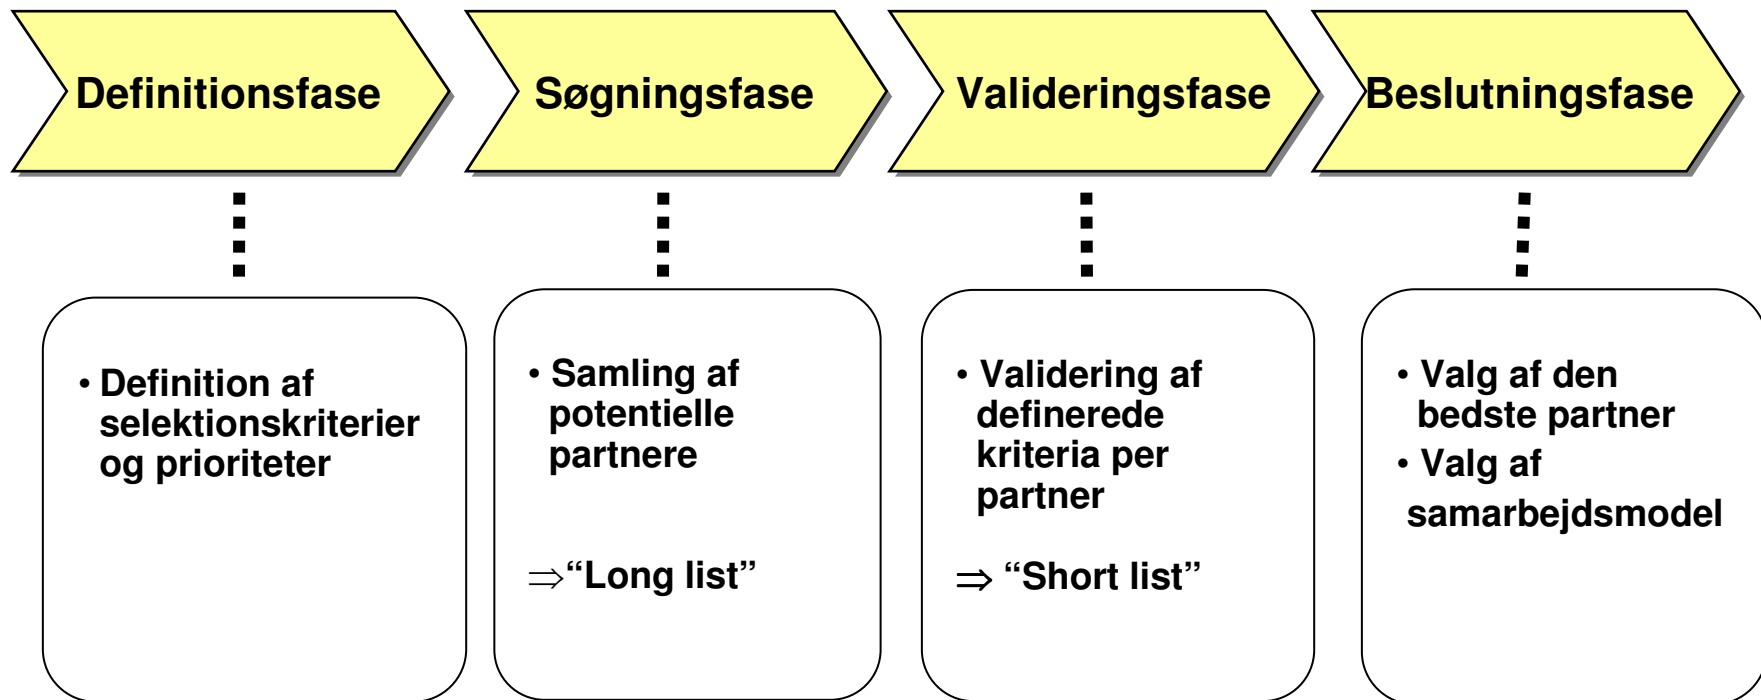 Definitionsfase
Søgningsfase
Valideringsfase
Beslutningsfase
• Definition af
selektionskriterier
og prioriteter
• Samling af
potentielle
partnere
⇒“Long list”
• Validering af
definerede
kriteria per
partner
⇒ “Short list”
• Valg af den
bedste partner
• Valg af
samarbejdsmodel